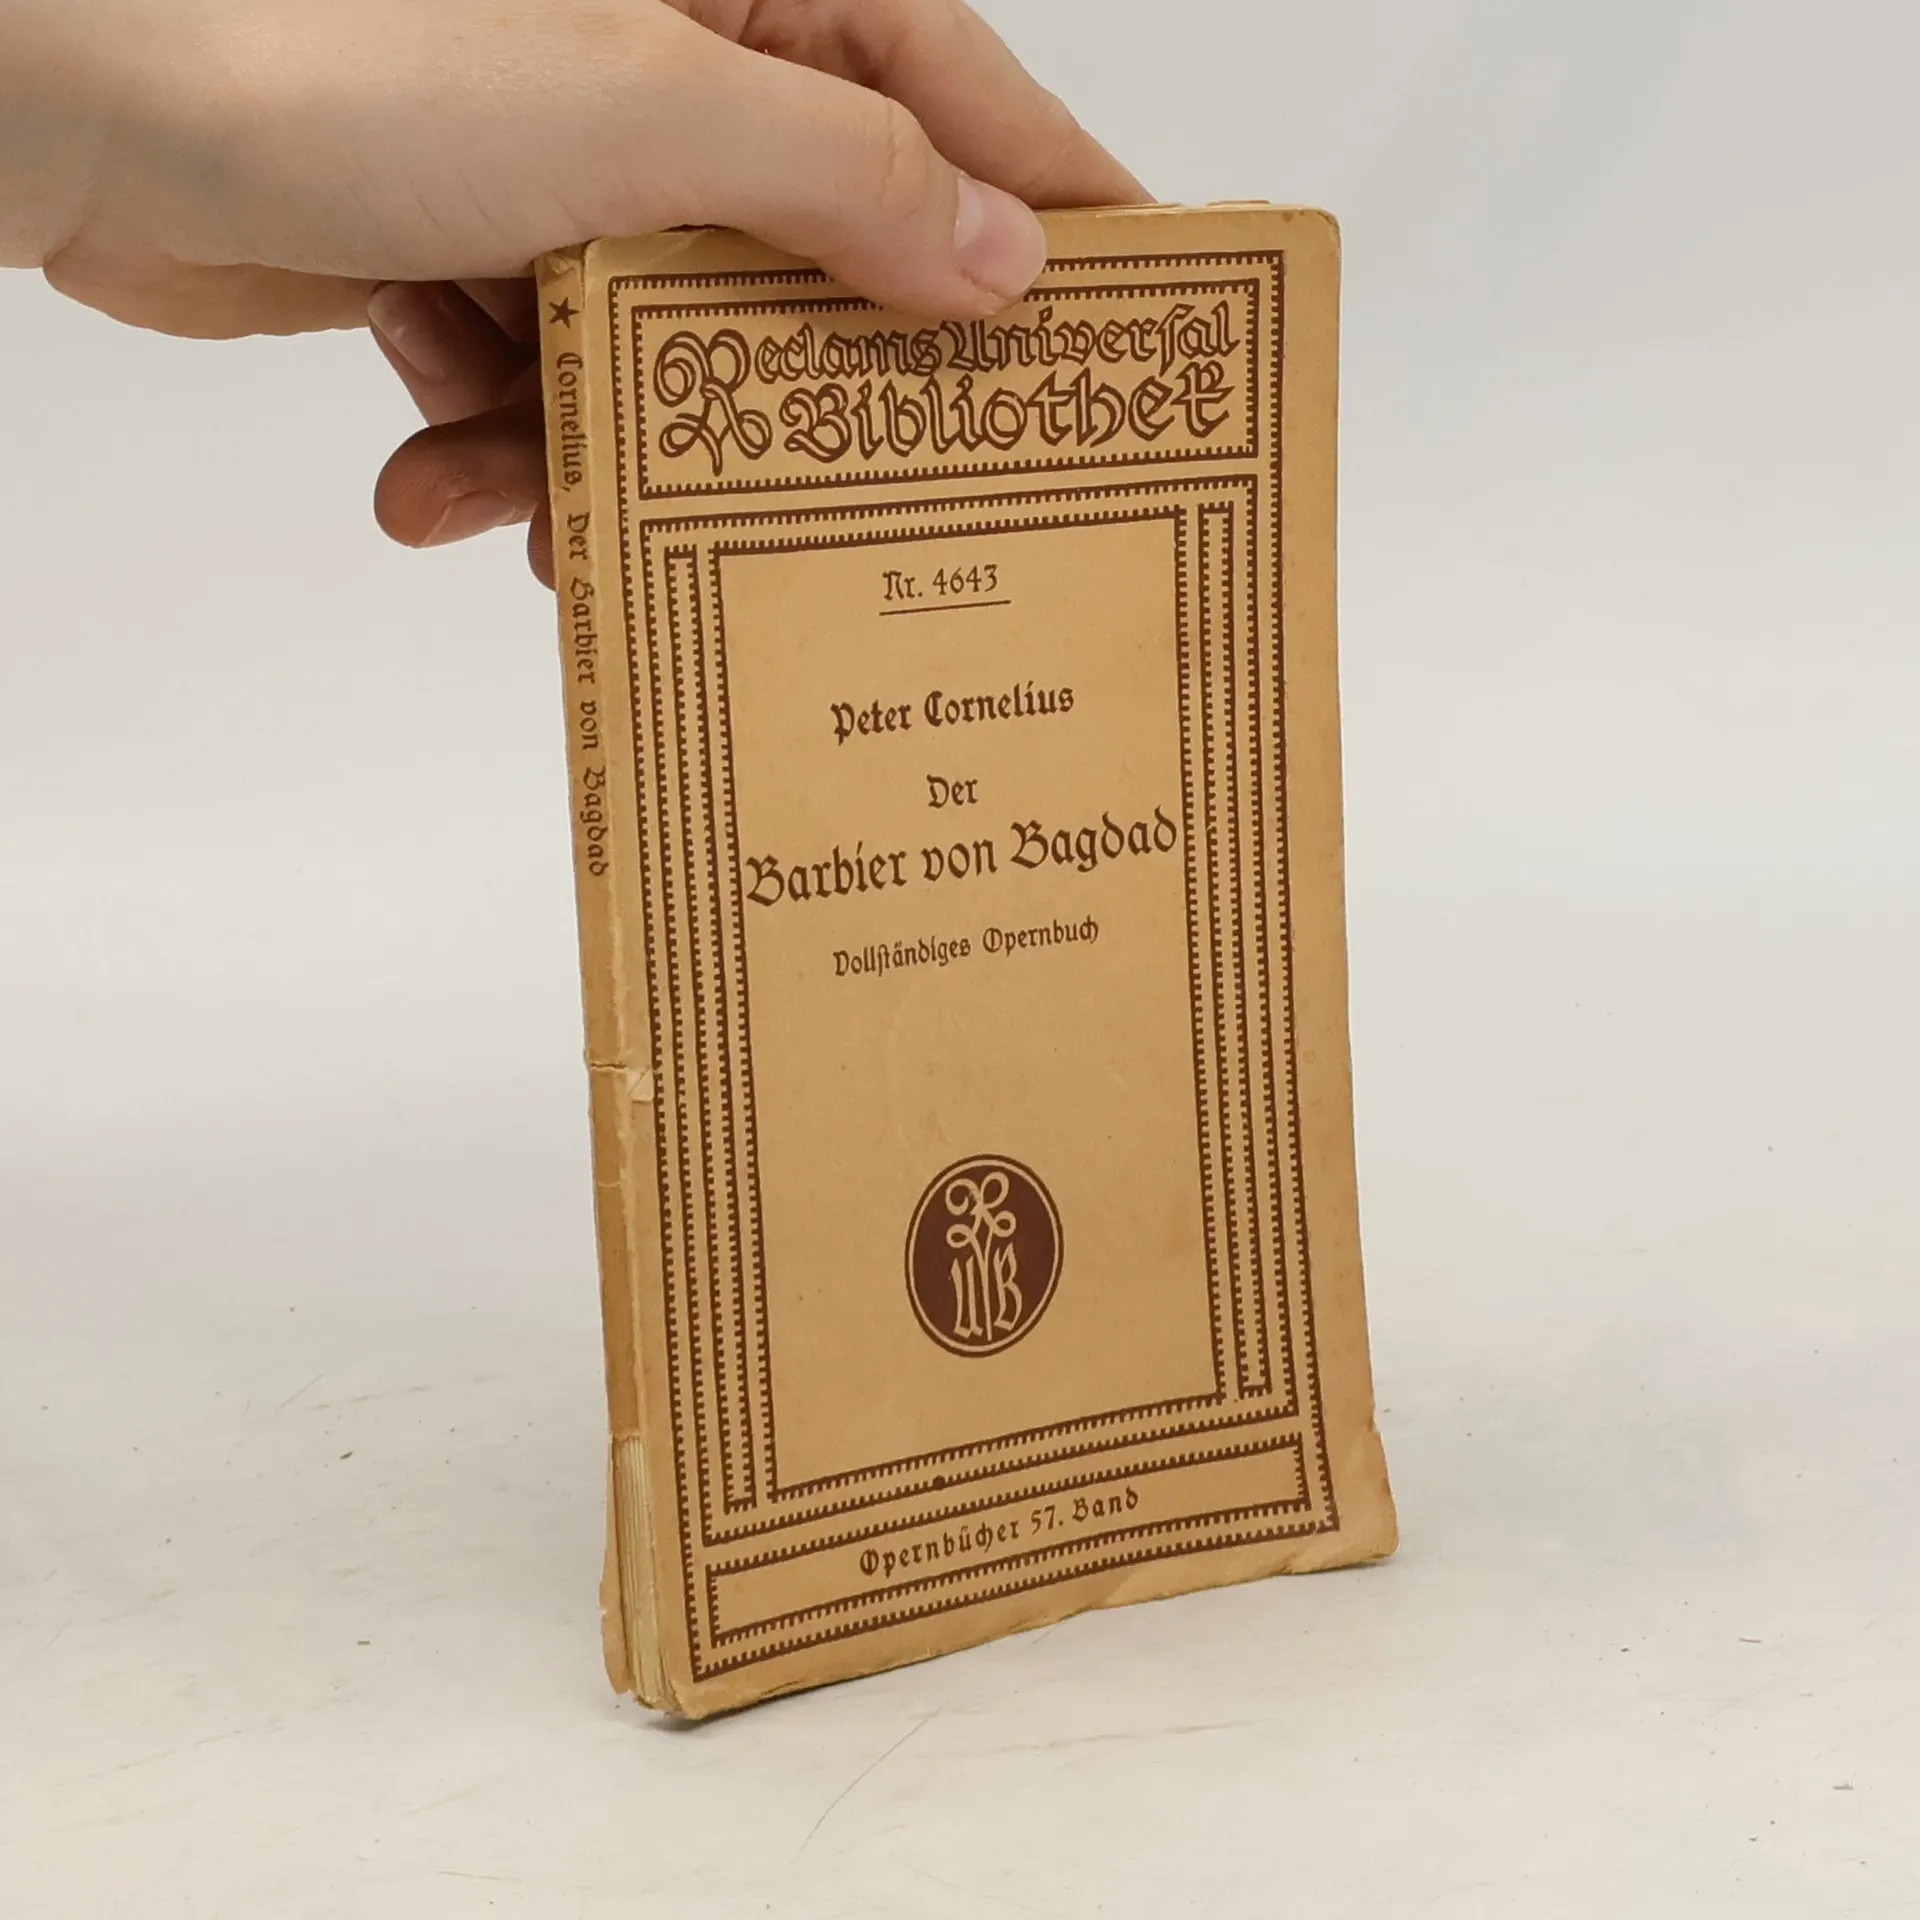 Reclams Universal
Bibliothek
Nr. 4643
Peter Cornelius
Der
Barbier von Bagdad
Vollſtändiges Opernbuch
R
UB
Opernbücher 57. Band
Cornelius, Der Barbier von Bagdad